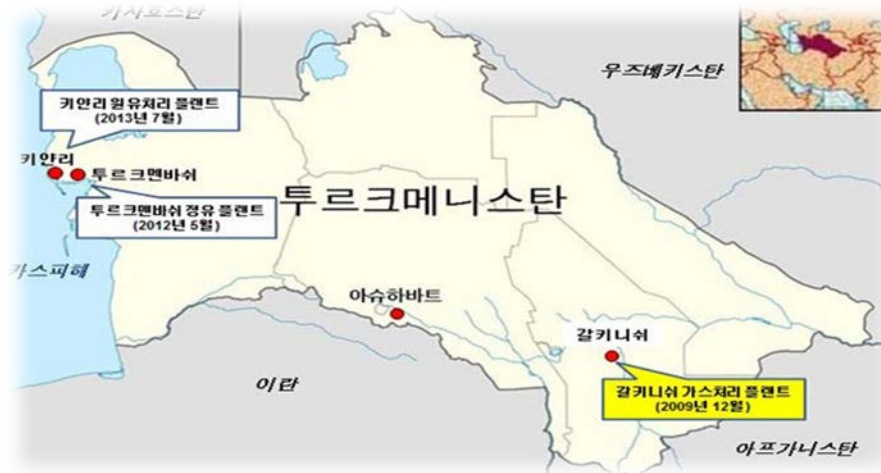 카자흐스탄
우즈베키스탄
키얀리 원유처리 플랜트
(2013년 7월)
키얀리
투르크멘바쉬
투르크멘바쉬 정유 플랜트
(2012년 5월)
투르크메니스탄
카스피해
아슈하바트
갈키니쉬
이란
갈키니쉬 가스처리 플랜트
(2009년 12월)
아프가니스탄